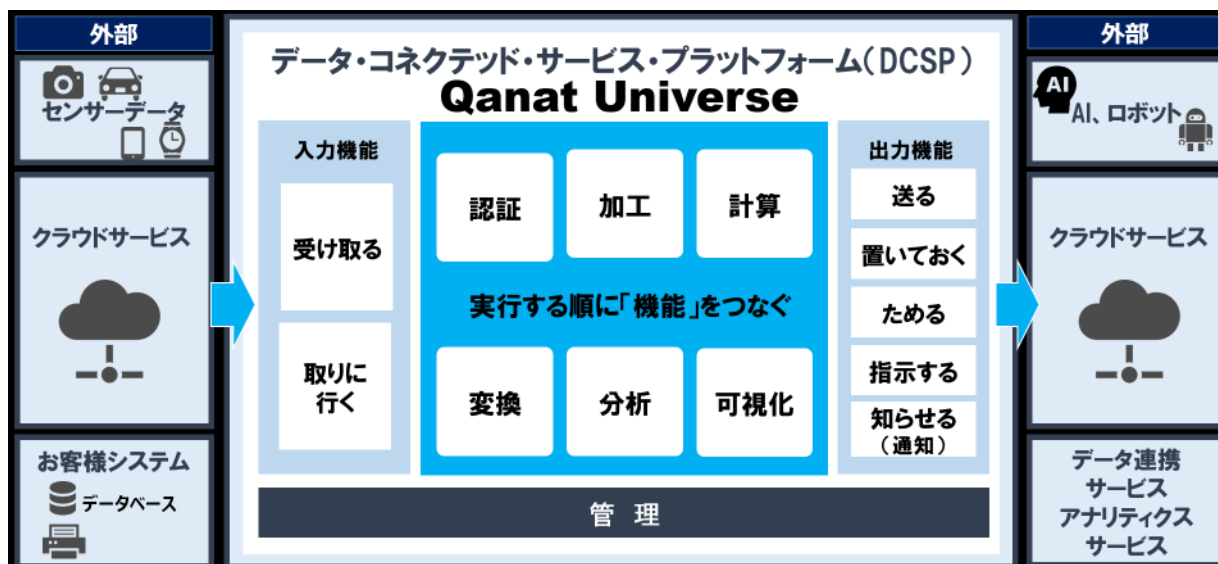 外部
センサーデータ
クラウドサービス
お客様システム
データベース
データ・コネクテッド・サービス・プラットフォーム(DCSP)
Qanat Universe
入力機能
受け取る
取りに
行く
認証
加工
計算
実行する順に「機能」をつなぐ
変換
分析
可視化
出力機能
送る
置いておく
ためる
指示する
知らせる
(通知)
管 理
外部
AI
AI、ロボット
クラウドサービス
データ連携
サービス
アナリティクス
サービス